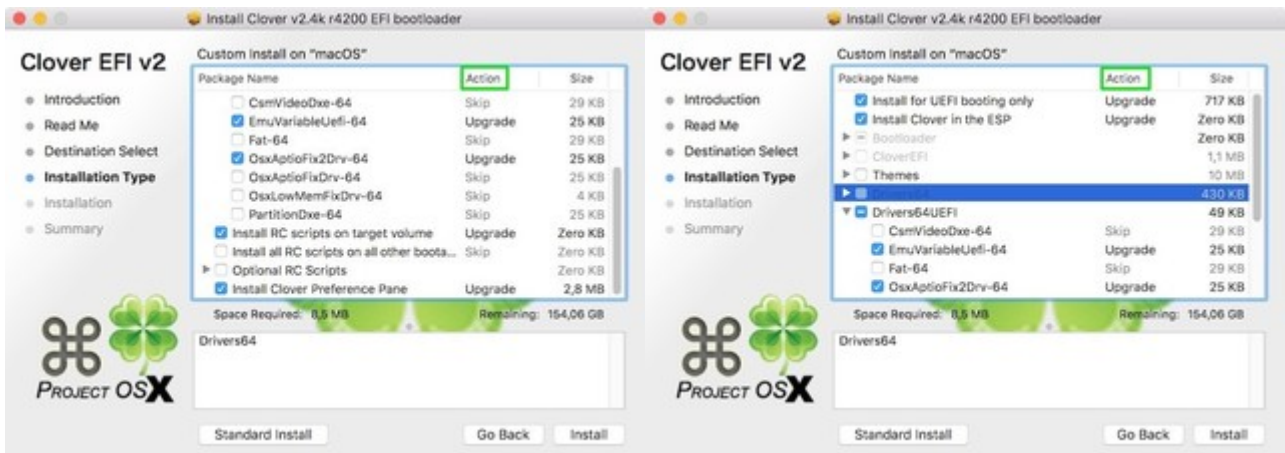 Install Clover v2.4k r4200 EFI bootloader
Clover EFI v2
Introduction
Read Me
Destination Select
Installation Type
Installation
Summary
Custom Install on "macOS"
Package Name Action Size
CsmVideoDxe-64 Skip 29 KB
EmuVariableUefi-64 Upgrade 25 KB
Fat-64 Skip 29 KB
OsxAptioFix2Drv-64 Upgrade 25 KB
OsxAptioFixDrv-64 Skip 25 KB
OsxLowMemFixDrv-64 Skip 4 KB
PartitionDxe-64 Skip 25 KB
Install RC scripts on target volume Upgrade Zero KB
Install all RC scripts on all other boota... Skip Zero KB
Optional RC Scripts Zero KB
Install Clover Preference Pane Upgrade 2,8 MB
Space Required: 8,5 MB Remaining: 154,06 GB
Drivers64
PROJECT OSX
Standard Install Go Back Install
Install Clover v2.4k r4200 EFI bootloader
Clover EFI v2
Introduction
Read Me
Destination Select
Installation Type
Installation
Summary
Custom Install on "macOS"
Package Name Action Size
Install for UEFI booting only Upgrade 717 KB
Install Clover in the ESP Upgrade Zero KB
Bootloader Zero KB
CloverEFI 1,1 MB
Themes 10 MB
Drivers64 430 KB
Drivers64UEFI 49 KB
CsmVideoDxe-64 Skip 29 KB
EmuVariableUefi-64 Upgrade 25 KB
Fat-64 Skip 29 KB
OsxAptioFix2Drv-64 Upgrade 25 KB
Space Required: 8,5 MB Remaining: 154,06 GB
Drivers64
PROJECT OSX
Standard Install Go Back Install